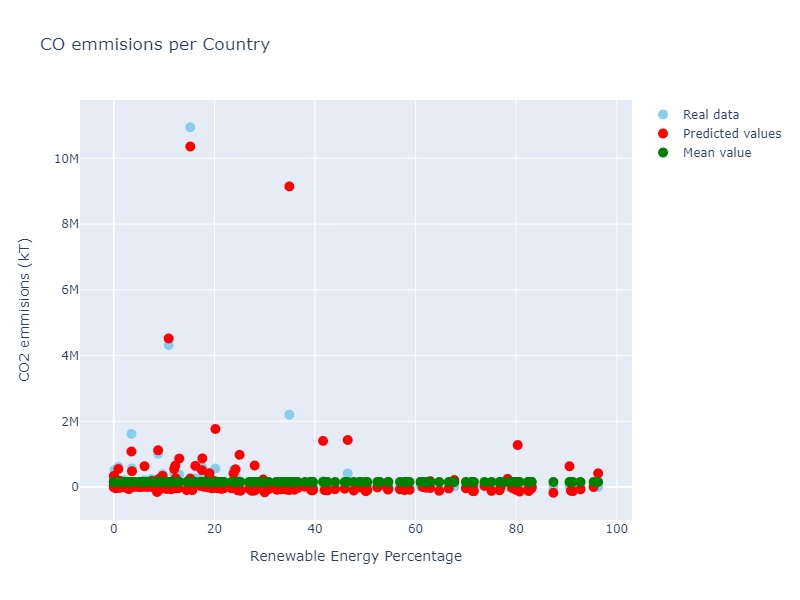 CO emmisions per Country
Real data
Predicted values
Mean value
10M
8M
6M
4M
2M
0
CO2 emmisions (kT)
0
20
40
60
80
100
Renewable Energy Percentage